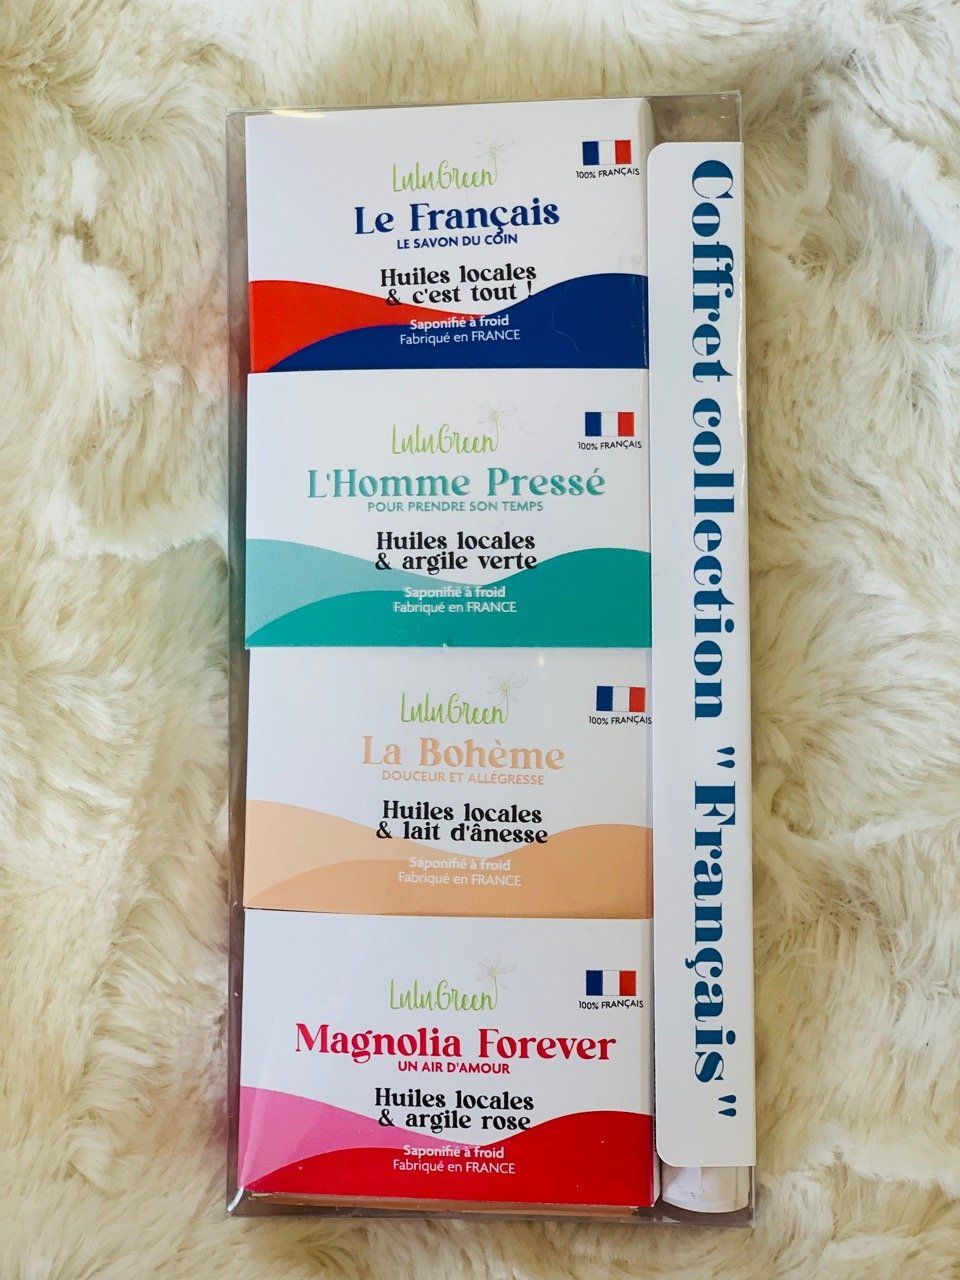 LuluGreen
100% FRANÇAIS
Le Français
LE SAVON DU COIN
Huiles locales
& c'est tout !
Saponifié à froid
Fabriqué en FRANCE
LuluGreen
100% FRANÇAIS
L'Homme Pressé
POUR PRENDRE SON TEMPS
Huiles locales
& argile verte
Saponifié à froid
Fabriqué en FRANCE
LuluGreen
100% FRANÇAIS
La Bohème
DOUCEUR ET ALLÉGRESSE
Huiles locales
& lait d'ânesse
Saponifié à froid
Fabriqué en FRANCE
LuluGreen
100% FRANÇAIS
Magnolia Forever
UN AIR D'AMOUR
Huiles locales
& argile rose
Saponifié à froid
Fabriqué en FRANCE
Coffret collection "Français"